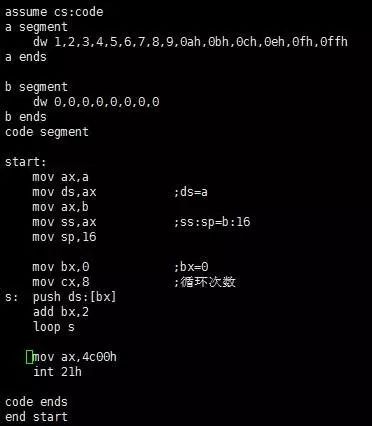 assume cs:code
a segment
    dw 1,2,3,4,5,6,7,8,9,0ah,0bh,0ch,0eh,0fh,0ffh
a ends

b segment
    dw 0,0,0,0,0,0,0,0
b ends
code segment

start:
    mov ax,a
    mov ds,ax          ;ds=a
    mov ax,b
    mov ss,ax          ;ss:sp=b:16
    mov sp,16

    mov bx,0           ;bx=0
    mov cx,8           ;循环次数
s:  push ds:[bx]
    add bx,2
    loop s

    mov ax,4c00h
    int 21h

code ends
end start